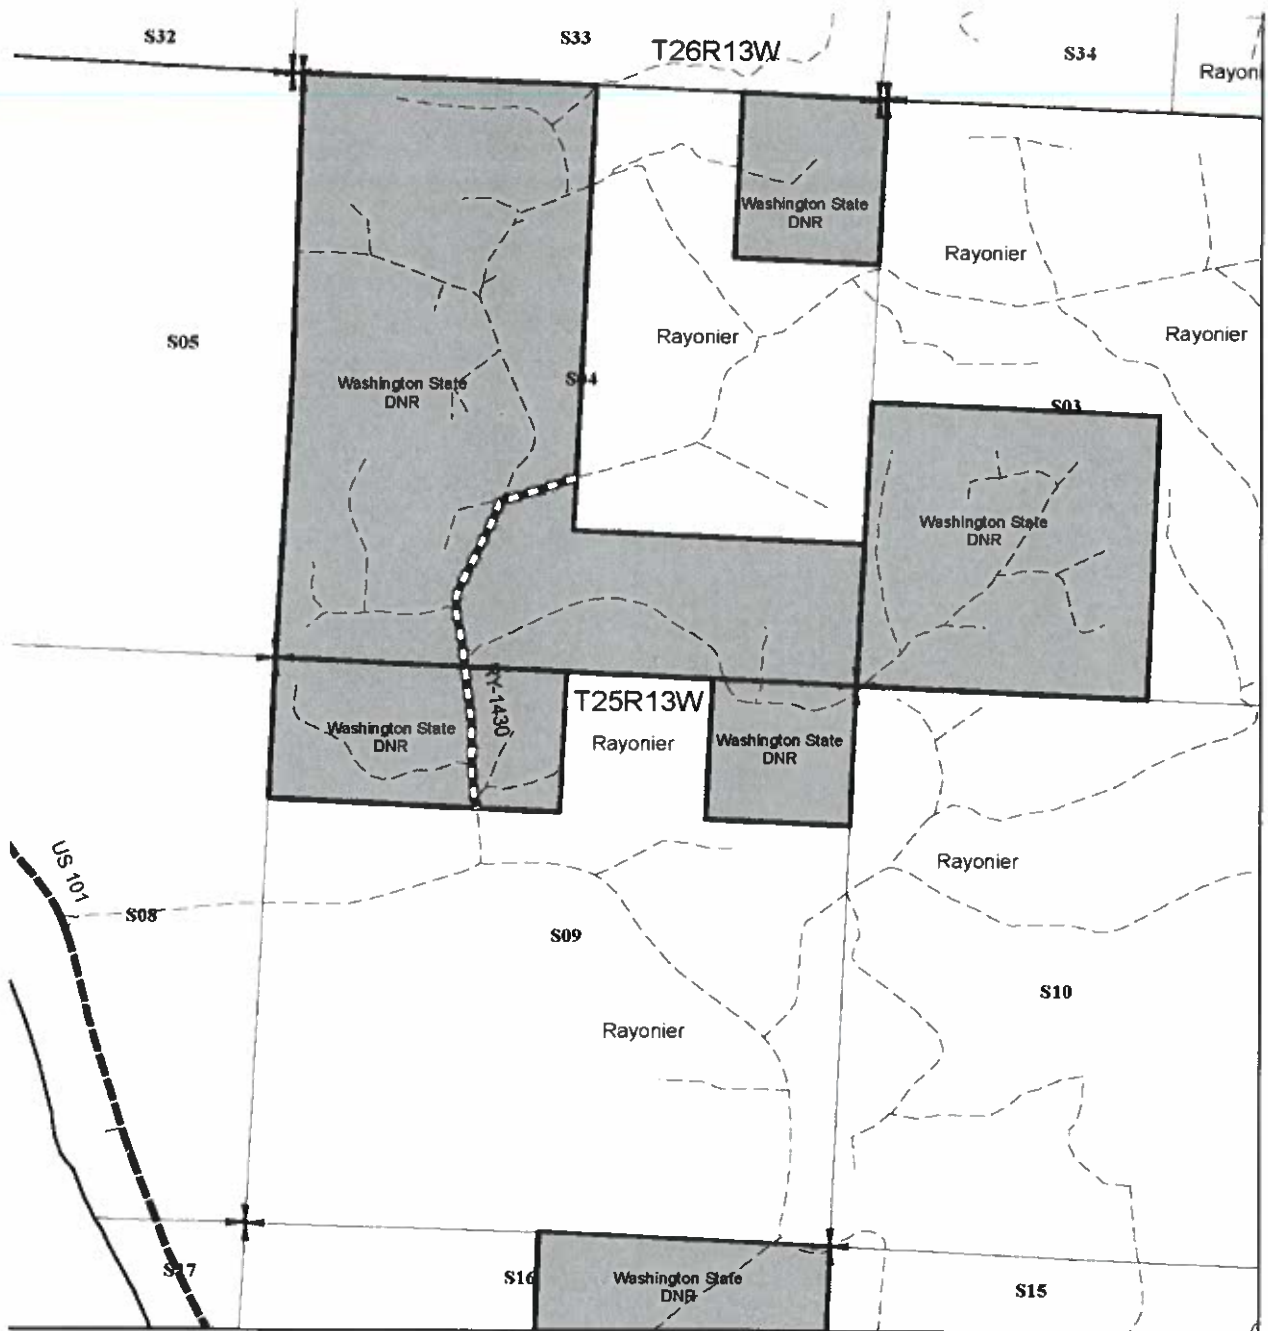 S32
S33
T26R13W
S34
Rayoni
Washington State
DNR
Rayonier
S05
Rayonier
Rayonier
Washington State
DNR
S04
S03
Washington State
DNR
RY-1430
T25R13W
Washington State
DNR
Rayonier
Washington State
DNR
US 101
Rayonier
S08
S09
S10
Rayonier
S17
S16
Washington State
DNR
S15